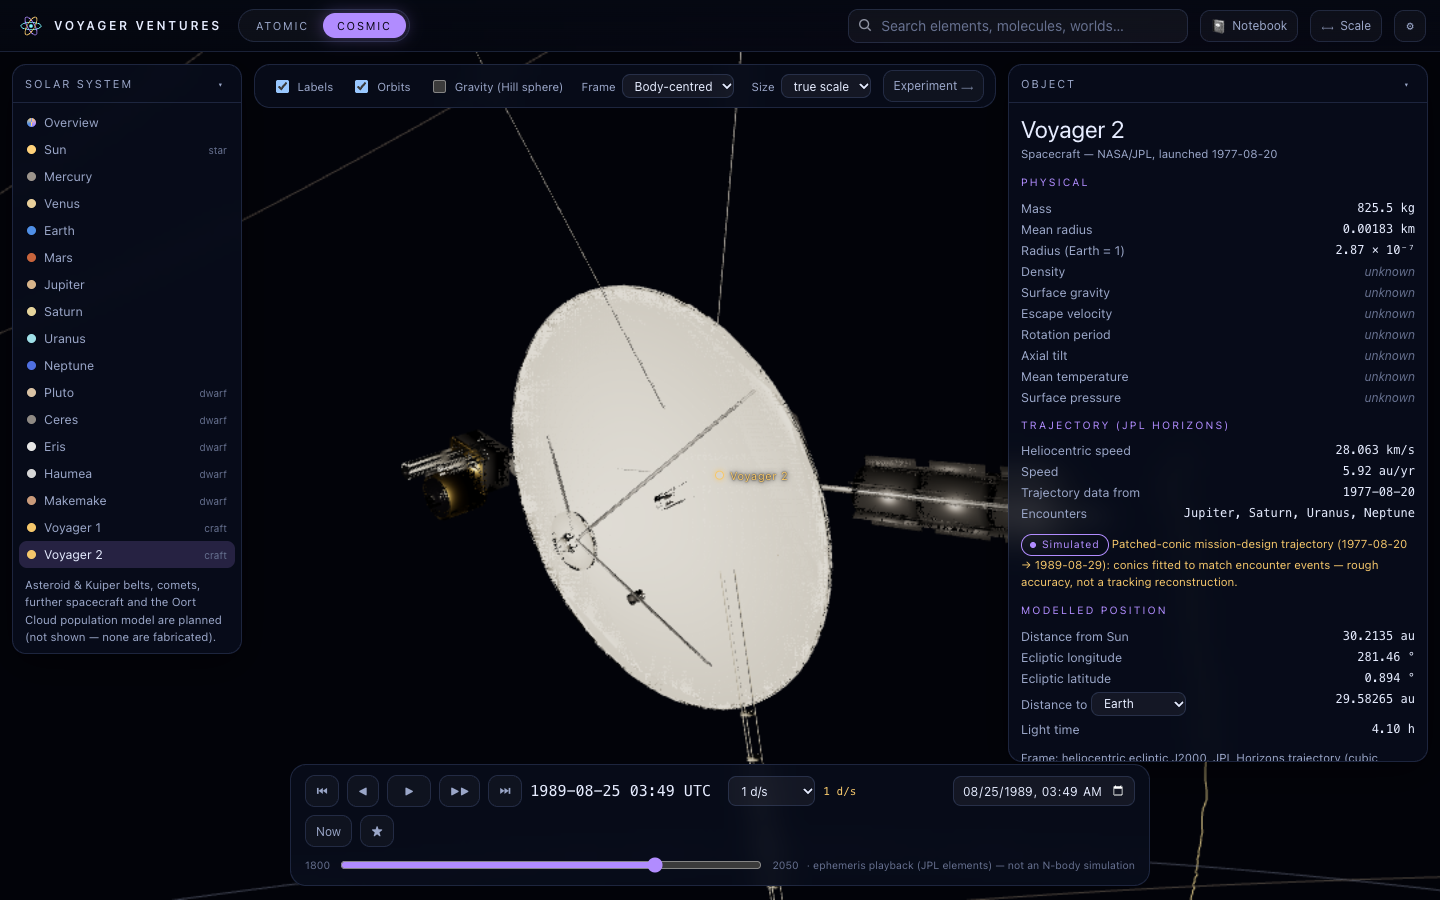 VOYAGER VENTURES
ATOMIC
COSMIC
Search elements, molecules, worlds...
Notebook
Scale
SOLAR SYSTEM
Overview
Sun star
Mercury
Venus
Earth
Mars
Jupiter
Saturn
Uranus
Neptune
Pluto dwarf
Ceres dwarf
Eris dwarf
Haumea dwarf
Makemake dwarf
Voyager 1 craft
Voyager 2 craft
Asteroid & Kuiper belts, comets,
further spacecraft and the Oort
Cloud population model are planned
(not shown — none are fabricated).
Labels
Orbits
Gravity (Hill sphere)
Frame Body-centred
Size true scale
Experiment
Voyager 2
OBJECT
Voyager 2
Spacecraft — NASA/JPL, launched 1977-08-20
PHYSICAL
Mass 825.5 kg
Mean radius 0.00183 km
Radius (Earth = 1) 2.87 × 10⁻⁷
Density unknown
Surface gravity unknown
Escape velocity unknown
Rotation period unknown
Axial tilt unknown
Mean temperature unknown
Surface pressure unknown
TRAJECTORY (JPL HORIZONS)
Heliocentric speed 28.063 km/s
Speed 5.92 au/yr
Trajectory data from 1977-08-20
Encounters Jupiter, Saturn, Uranus, Neptune
Simulated Patched-conic mission-design trajectory (1977-08-20
→ 1989-08-29): conics fitted to match encounter events — rough
accuracy, not a tracking reconstruction.
MODELLED POSITION
Distance from Sun 30.2135 au
Ecliptic longitude 281.46 °
Ecliptic latitude 0.894 °
Distance to Earth 29.58265 au
Light time 4.10 h
Frame: heliocentric ecliptic J2000, JPL Horizons trajectory (cubic
1989-08-25 03:49 UTC
1 d/s
1 d/s
08/25/1989, 03:49 AM
Now
1800
2050 · ephemeris playback (JPL elements) — not an N-body simulation